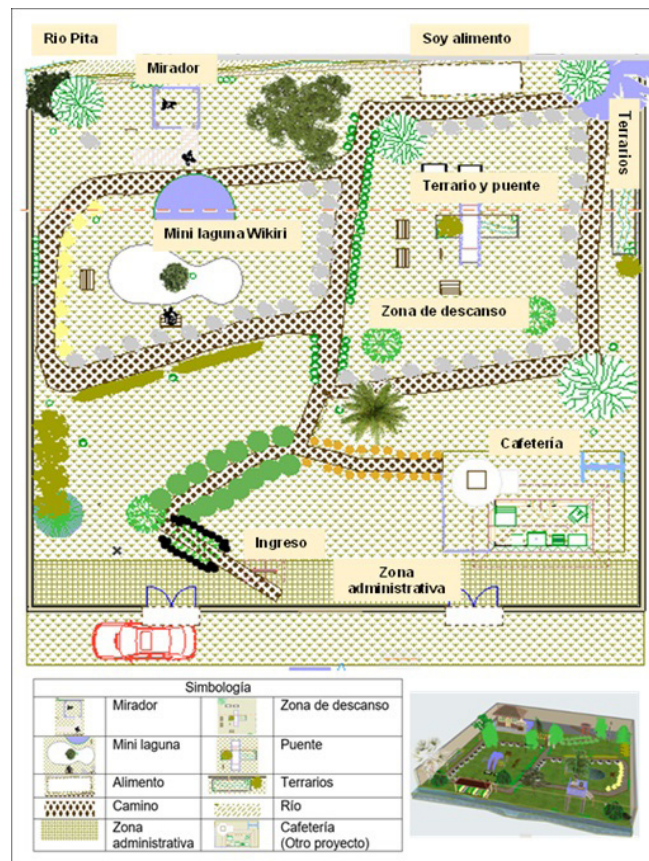 Rio Pita
Soy alimento
Mirador
Terrarios
Terrario y puente
Mini laguna Wikiri
Zona de descanso
Cafetería
Ingreso
Zona
administrativa
Simbología
Mirador
Zona de descanso
Mini laguna
Puente
Alimento
Terrarios
Camino
Río
Zona
administrativa
Cafetería
(Otro proyecto)